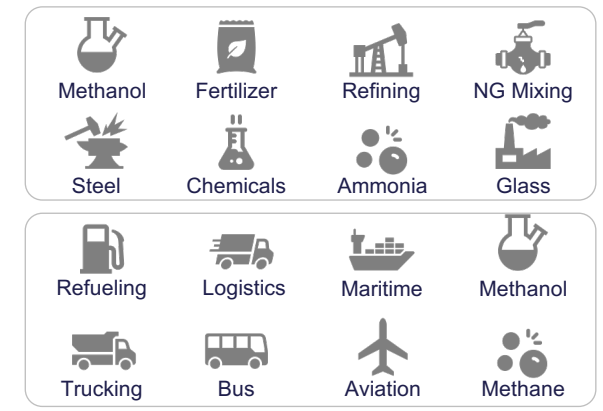 Methanol Fertilizer Refining NG Mixing
Steel Chemicals Ammonia Glass
Refueling Logistics Maritime Methanol
Trucking Bus Aviation Methane